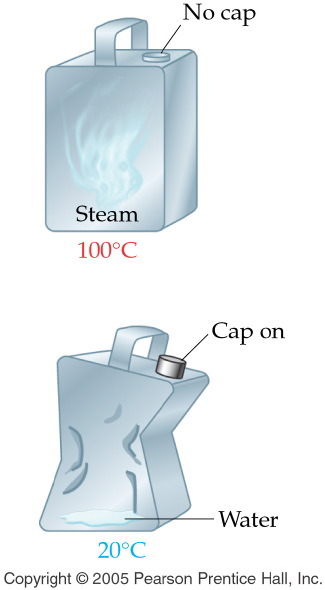 No cap
Steam
100°C
Cap on
Water
20°C
Copyright © 2005 Pearson Prentice Hall, Inc.